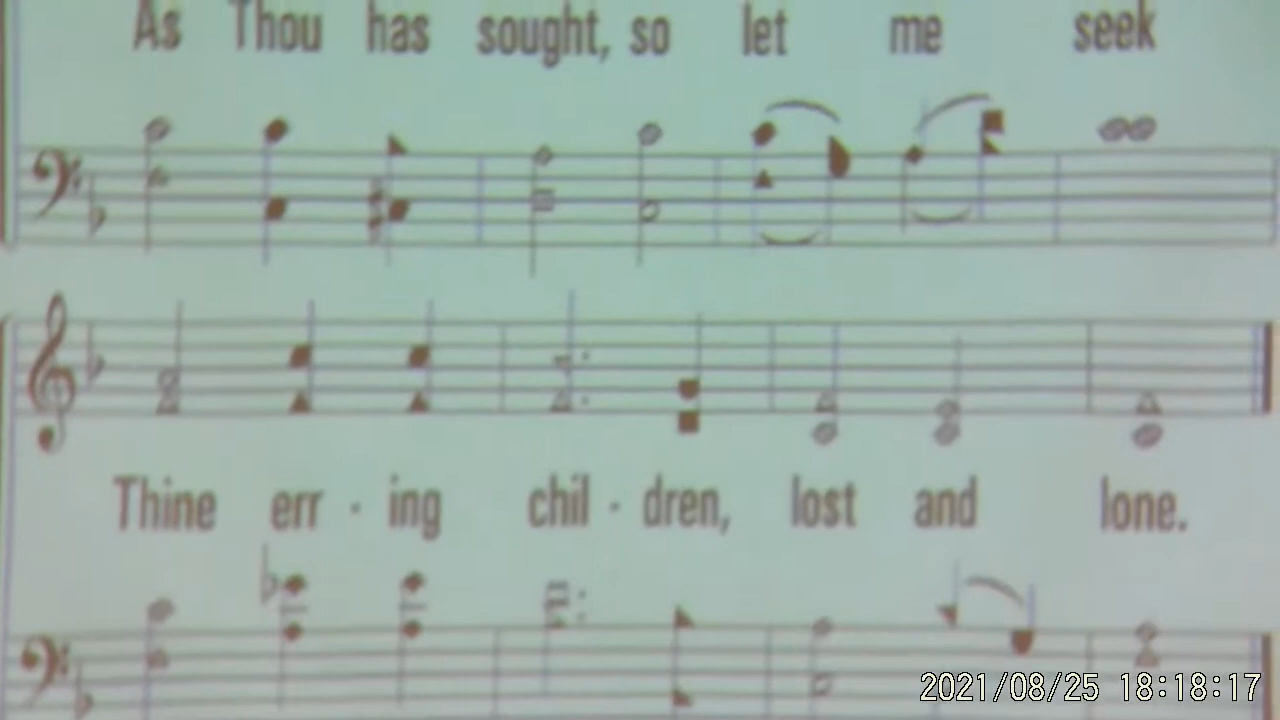 As Thou has sought, so let me seek
Thine err · ing chil · dren, lost and lone.
2021/08/25 18:18:17